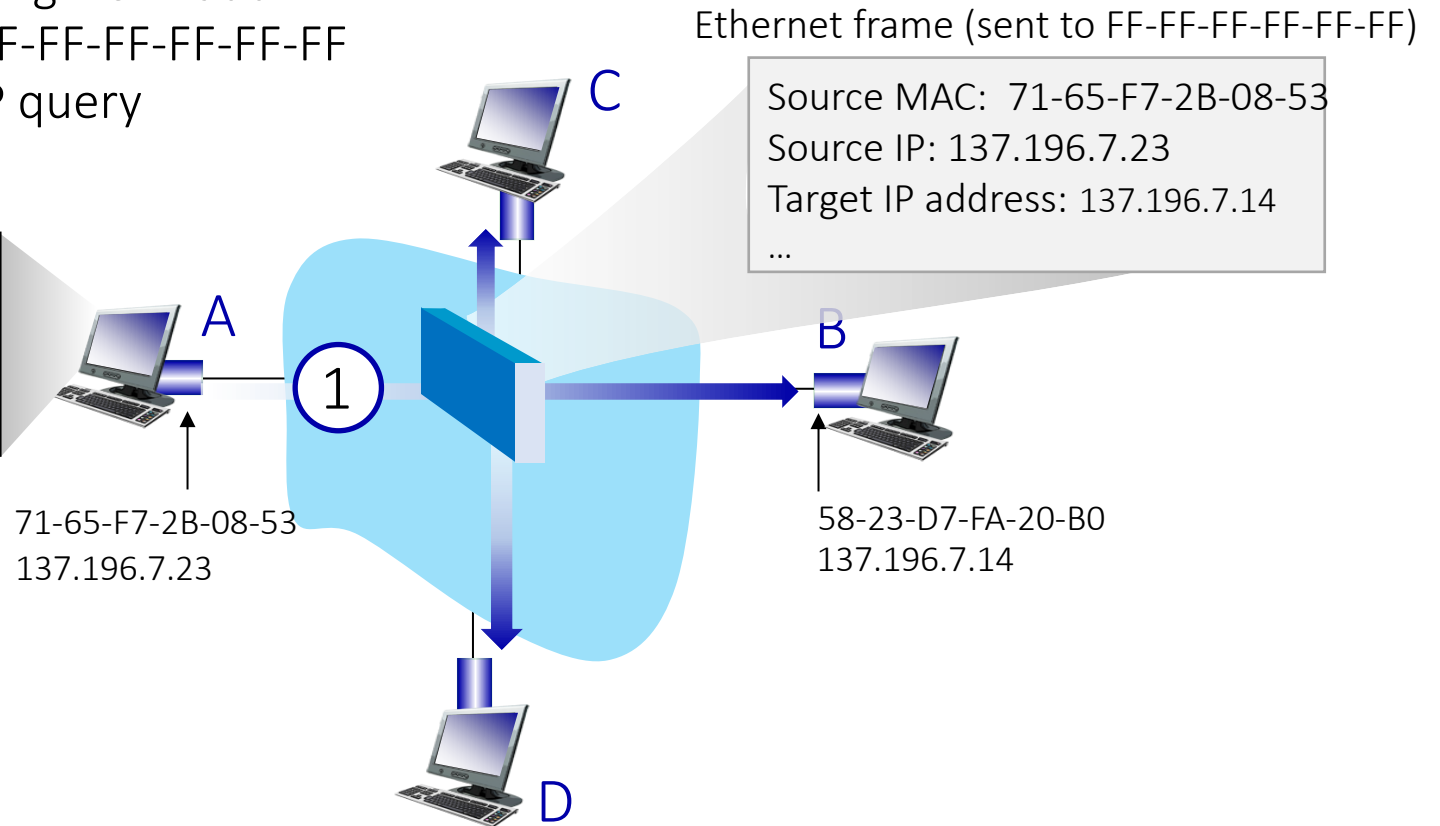 F-FF-FF-FF-FF-FF
query
Ethernet frame (sent to FF-FF-FF-FF-FF-FF)
Source MAC: 71-65-F7-2B-08-53
Source IP: 137.196.7.23
Target IP address: 137.196.7.14
...
C
A
B
1
71-65-F7-2B-08-53
137.196.7.23
58-23-D7-FA-20-B0
137.196.7.14
D